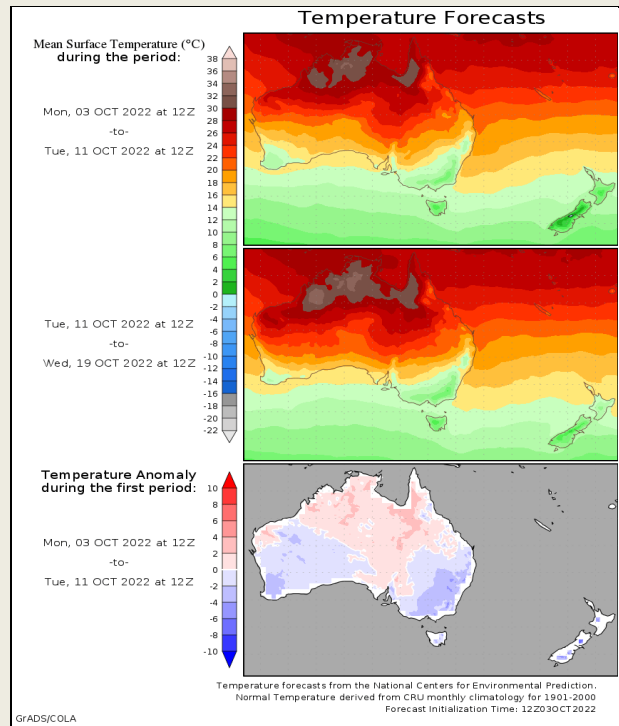 Temperature Forecasts
Mean Surface Temperature (°C)
during the period:
Mon, 03 OCT 2022 at 12Z
-to-
Tue, 11 OCT 2022 at 12Z
Tue, 11 OCT 2022 at 12Z
-to-
Wed, 19 OCT 2022 at 12Z
38
36
34
32
30
28
26
24
22
20
18
16
14
12
10
8
6
4
2
0
-2
-4
-6
-8
-10
-12
-14
-16
-18
-20
-22
Temperature Anomaly
during the first period:
Mon, 03 OCT 2022 at 12Z
-to-
Tue, 11 OCT 2022 at 12Z
10
8
6
4
2
0
-2
-4
-6
-8
-10
Temperature forecasts from the National Centers for Environmental Prediction.
Normal Temperature derived from CRU monthly climatology for 1901-2000
Forecast Initialization Time: 12Z03OCT2022
GrADS/COLA